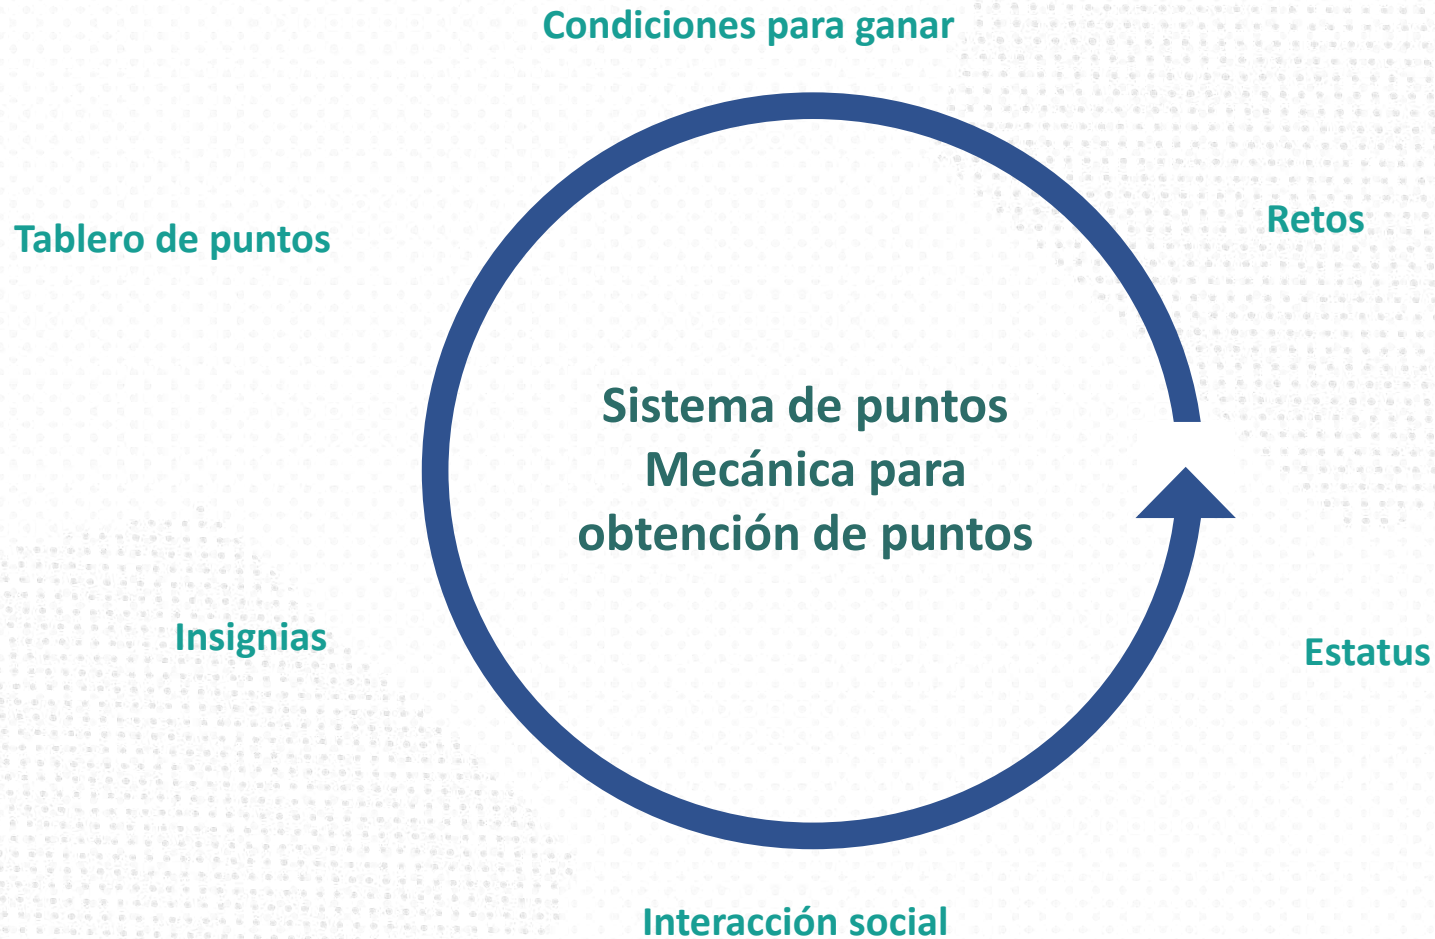 Condiciones para ganar
Retos
Tablero de puntos
Sistema de puntos
Mecánica para
obtención de puntos
Insignias
Estatus
Interacción social